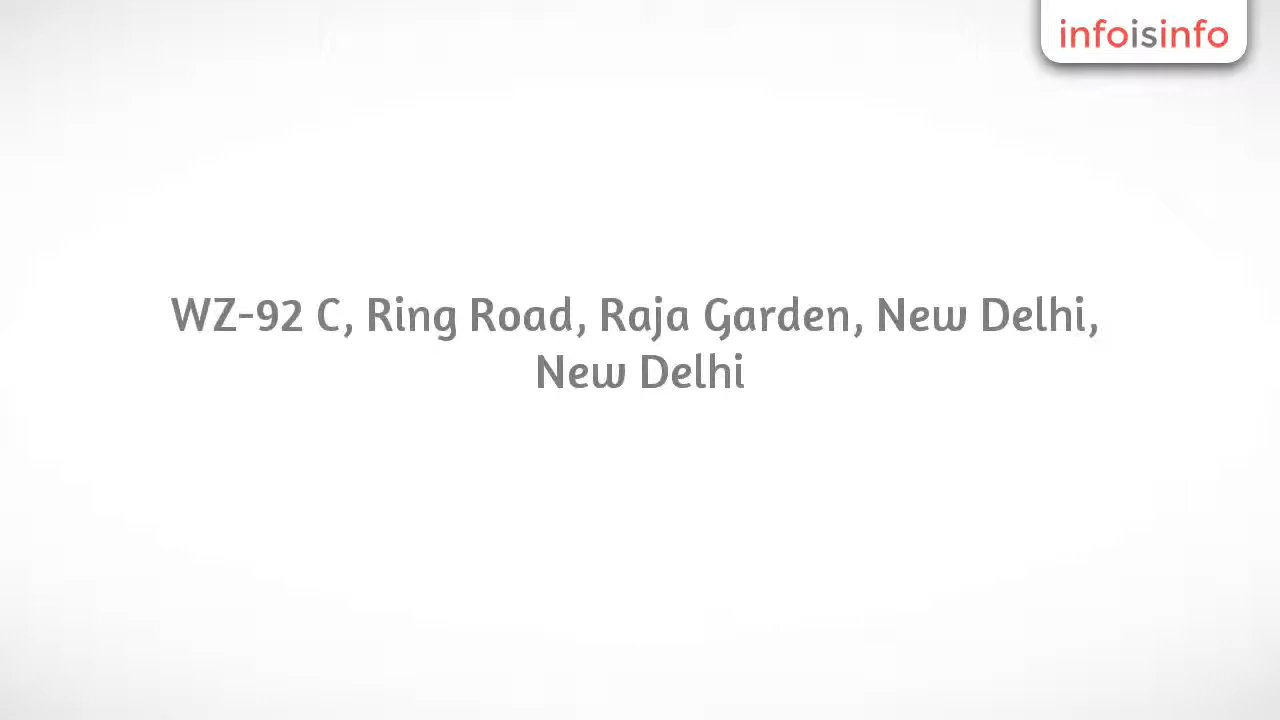 infoisinfo
WZ-92 C, Ring Road, Raja Garden, New Delhi,
New Delhi